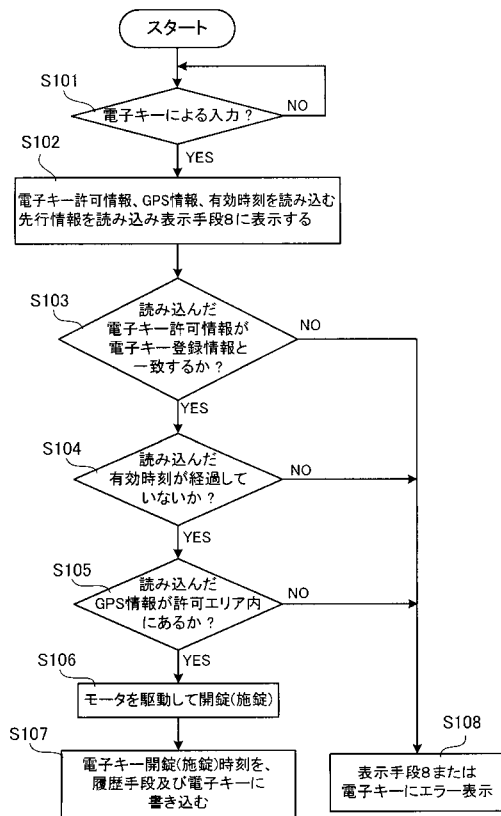 スタート
S101
電子キーによる入力?
NO
YES
S102
電子キー許可情報、GPS情報、有効時刻を読み込む
先行情報を読み込み表示手段8に表示する
S103
読み込んだ
電子キー許可情報が
電子キー登録情報と
一致するか?
NO
YES
S104
読み込んだ
有効時刻が経過して
いないか?
NO
YES
S105
読み込んだ
GPS情報が許可エリア内
にあるか?
NO
YES
S106
モータを駆動して開錠(施錠)
S107
電子キー開錠(施錠)時刻を、
履歴手段及び電子キーに
書き込む
S108
表示手段8または
電子キーにエラー表示